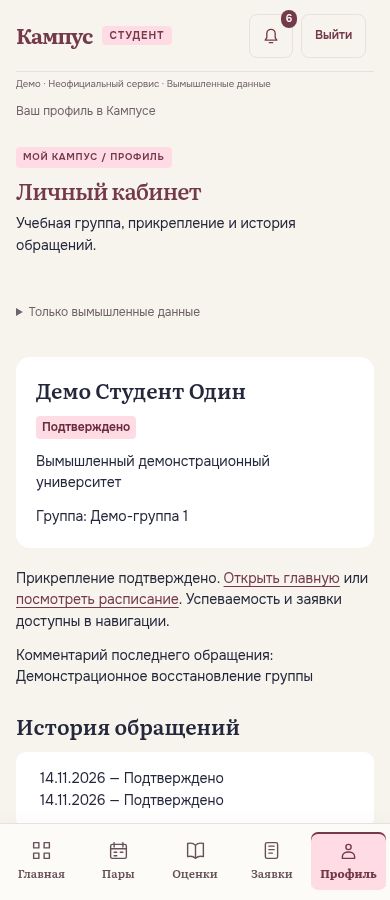 Кампус СТУДЕНТ 6 Выйти
Демо · Неофициальный сервис · Вымышленные данные
Ваш профиль в Кампусе
МОЙ КАМПУС / ПРОФИЛЬ
Личный кабинет
Учебная группа, прикрепление и история
обращений.
Только вымышленные данные
Демо Студент Один
Подтверждено
Вымышленный демонстрационный
университет
Группа: Демо-группа 1
Прикрепление подтверждено. Открыть главную или
посмотреть расписание. Успеваемость и заявки
доступны в навигации.
Комментарий последнего обращения:
Демонстрационное восстановление группы
История обращений
14.11.2026 — Подтверждено
14.11.2026 — Подтверждено
Главная Пары Оценки Заявки Профиль